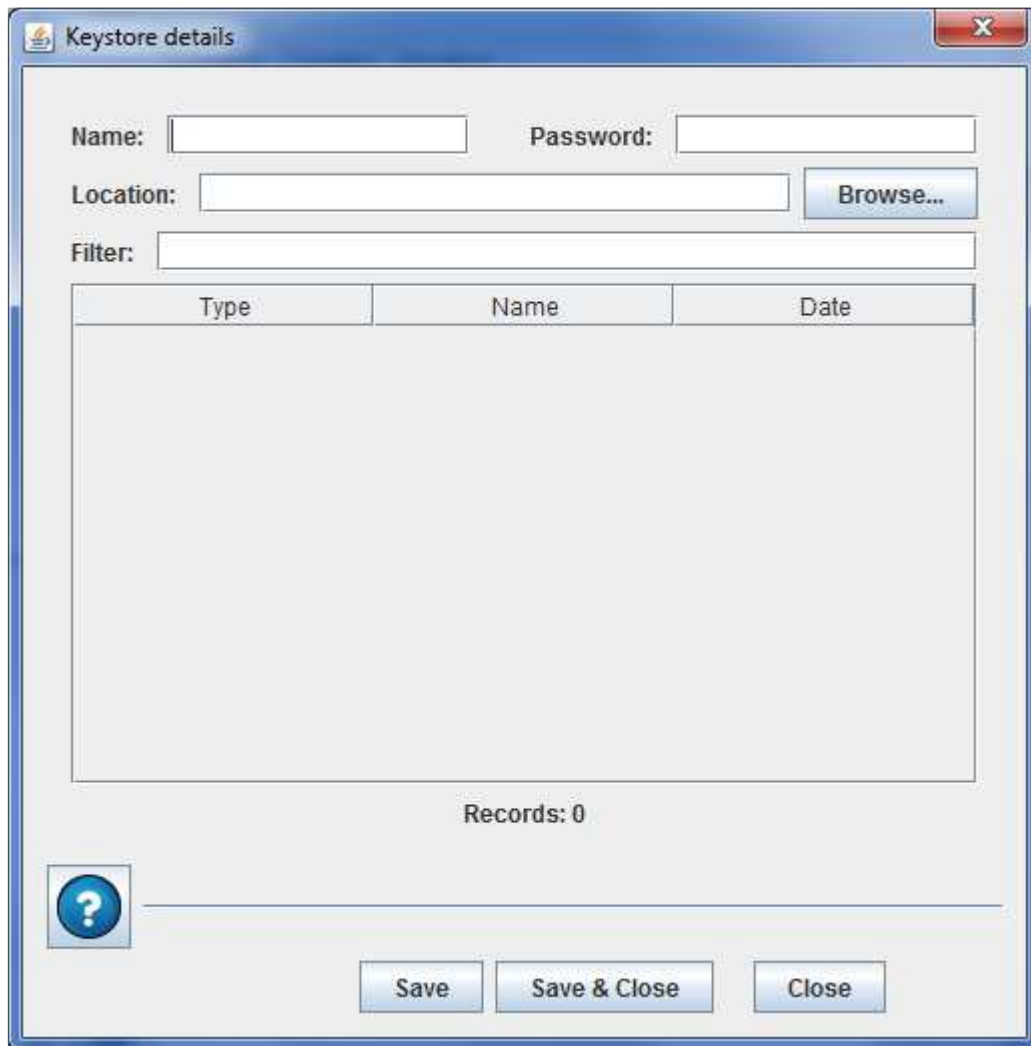 Keystore details
Name: Password:
Location: Browse...
Filter:
Type Name Date
Records: 0
?
Save Save & Close Close